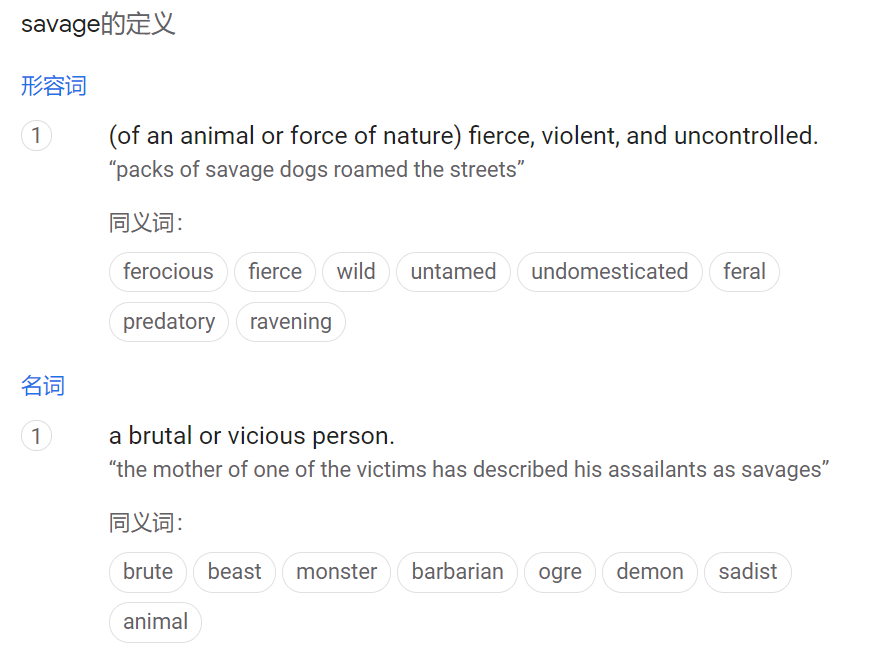 savage的定义
形容词
1 (of an animal or force of nature) fierce, violent, and uncontrolled.
“packs of savage dogs roamed the streets”
同义词：
ferocious fierce wild untamed undomesticated feral
predatory ravening
名词
1 a brutal or vicious person.
“the mother of one of the victims has described his assailants as savages”
同义词：
brute beast monster barbarian ogre demon sadist
animal